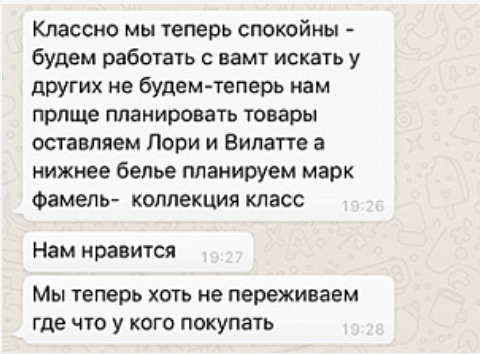 Классно мы теперь спокойны -
будем работать с вамт искать у
других не будем-теперь нам
прлще планировать товары
оставляем Лори и Вилатте а
нижнее белье планируем марк
фамель- коллекция класс
19:26
Нам нравится
19:27
Мы теперь хоть не переживаем
где что у кого покупать
19:28